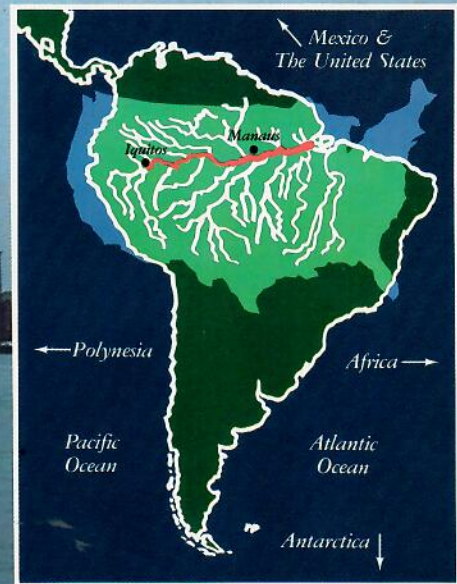 Mexico &
The United States
Manaus
Iquitos
Polynesia
Africa
Pacific
Ocean
Atlantic
Ocean
Antarctica